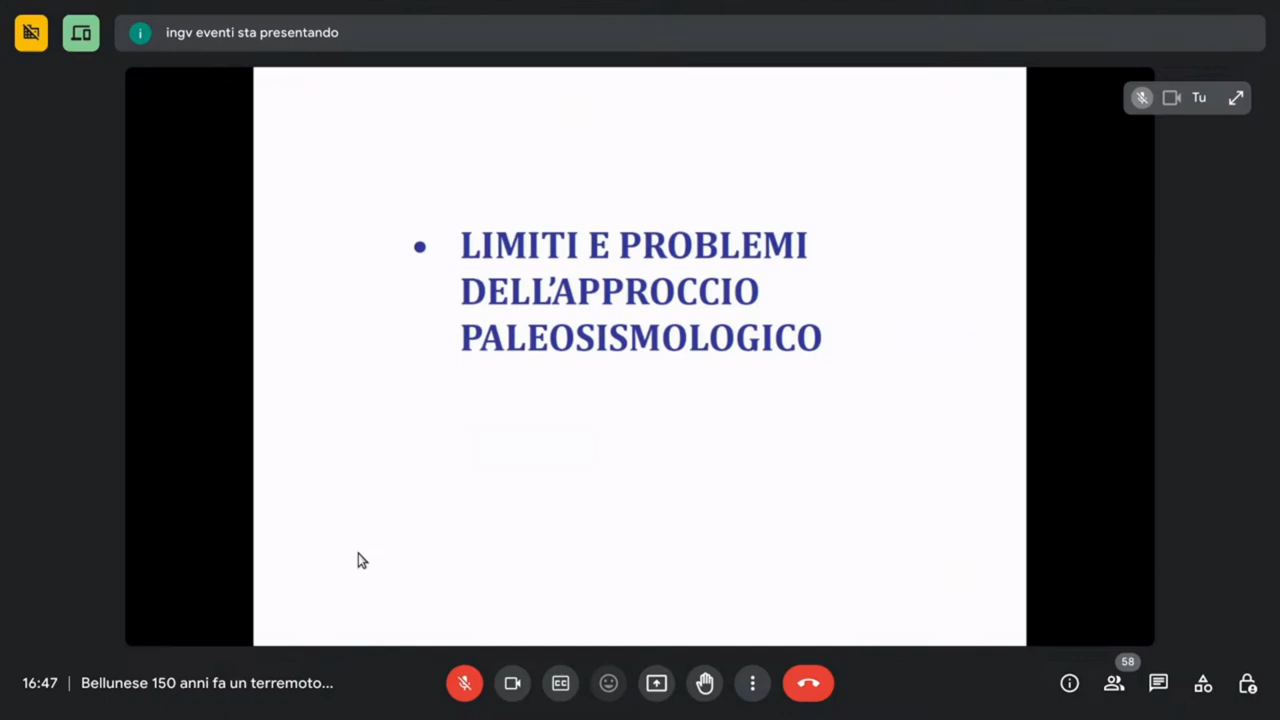 ingv eventi sta presentando
Tu
• LIMITI E PROBLEMI
DELL'APPROCCIO
PALEOSISMOLOGICO
58
16:47 | Bellunese 150 anni fa un terremoto...
CC